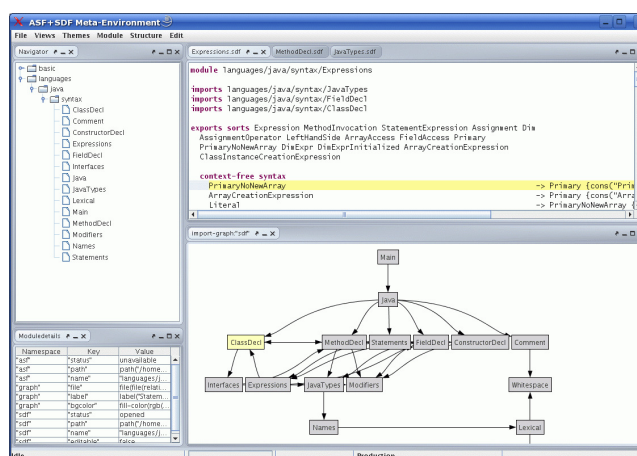 ASF+SDF Meta-Environment
File Views Themes Module Structure Edit
Navigator
basic
languages
java
syntax
ClassDecl
Comment
ConstructorDecl
Expressions
FieldDecl
Interfaces
Java
JavaTypes
Lexical
Main
MethodDecl
Modifiers
Names
Statements
Moduledetails
Namespace Key Value
"asf" "status" unavailable
"asf" "path" path("/home...
"asf" "name" "languages/j...
"graph" "file" file(file(relati...
"graph" "label" label("Statem...
"graph" "bgcolor" fill-color(rgb(...
"sdf" "status" opened
"sdf" "path" path("/home...
"sdf" "name" "languages/j...
"sdf" "editable" false
Expressions.sdf MethodDecl.sdf JavaTypes.sdf
module languages/java/syntax/Expressions
imports languages/java/syntax/JavaTypes
imports languages/java/syntax/FieldDecl
imports languages/java/syntax/ClassDecl
exports sorts Expression MethodInvocation StatementExpression Assignment Dim
AssignmentOperator LeftHandSide ArrayAccess FieldAccess Primary
PrimaryNoNewArray DimExpr DimExprInitialized ArrayCreationExpression
ClassInstanceCreationExpression
context-free syntax
PrimaryNoNewArray -> Primary {cons("Prim
ArrayCreationExpression -> Primary {cons("Arra
Literal -> PrimaryNoNewArray {
import-graph:"sdf"
Main
Java
ClassDecl MethodDecl Statements FieldDecl ConstructorDecl Comment
Interfaces Expressions JavaTypes Modifiers Whitespace
Names Lexical
Idle Production